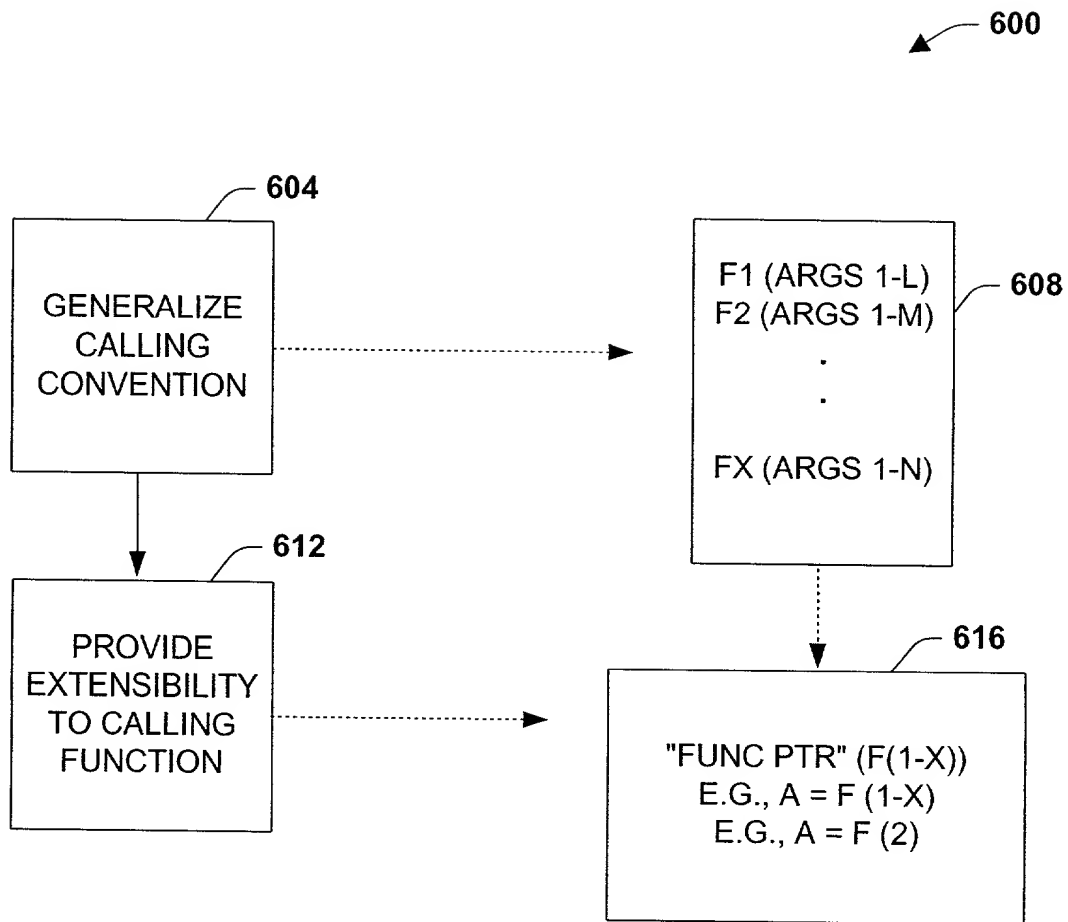 600
604
GENERALIZE
CALLING
CONVENTION
F1 (ARGS 1-L)
F2 (ARGS 1-M)
.
.
FX (ARGS 1-N)
608
612
PROVIDE
EXTENSIBILITY
TO CALLING
FUNCTION
616
"FUNC PTR" (F(1-X))
E.G., A = F (1-X)
E.G., A = F (2)